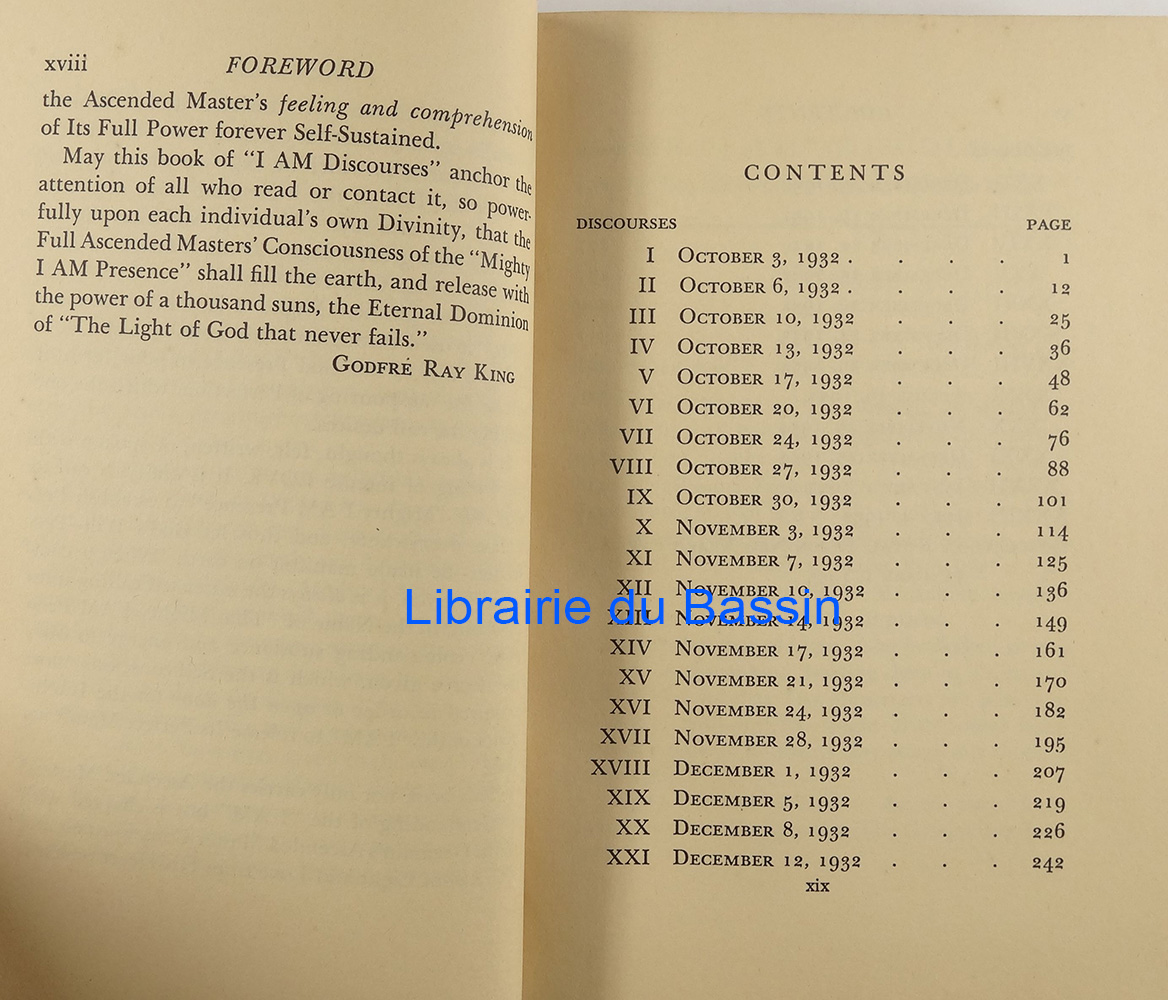 xviii FOREWORD
the Ascended Master's feeling and comprehension
of Its Full Power forever Self-Sustained.
May this book of "I AM Discourses" anchor the
attention of all who read or contact it, so power-
fully upon each individual's own Divinity, that the
Full Ascended Masters' Consciousness of the "Mighty
I AM Presence" shall fill the earth, and release with
the power of a thousand suns, the Eternal Dominion
of "The Light of God that never fails."
GODFRÉ RAY KING
CONTENTS
DISCOURSES PAGE
I OCTOBER 3, 1932 . . . . 1
II OCTOBER 6, 1932 . . . . 12
III OCTOBER 10, 1932 . . . 25
IV OCTOBER 13, 1932 . . . 36
V OCTOBER 17, 1932 . . . 48
VI OCTOBER 20, 1932 . . . 62
VII OCTOBER 24, 1932 . . . 76
VIII OCTOBER 27, 1932 . . . 88
IX OCTOBER 30, 1932 . . . 101
X NOVEMBER 3, 1932 . . . 114
XI NOVEMBER 7, 1932 . . . 125
XII NOVEMBER 10, 1932 . . . 136
XIII NOVEMBER 14, 1932 . . . 149
XIV NOVEMBER 17, 1932 . . . 161
XV NOVEMBER 21, 1932 . . . 170
XVI NOVEMBER 24, 1932 . . . 182
XVII NOVEMBER 28, 1932 . . . 195
XVIII DECEMBER 1, 1932 . . . 207
XIX DECEMBER 5, 1932 . . . 219
XX DECEMBER 8, 1932 . . . 226
XXI DECEMBER 12, 1932 . . . 242
xix
Librairie du Bassin